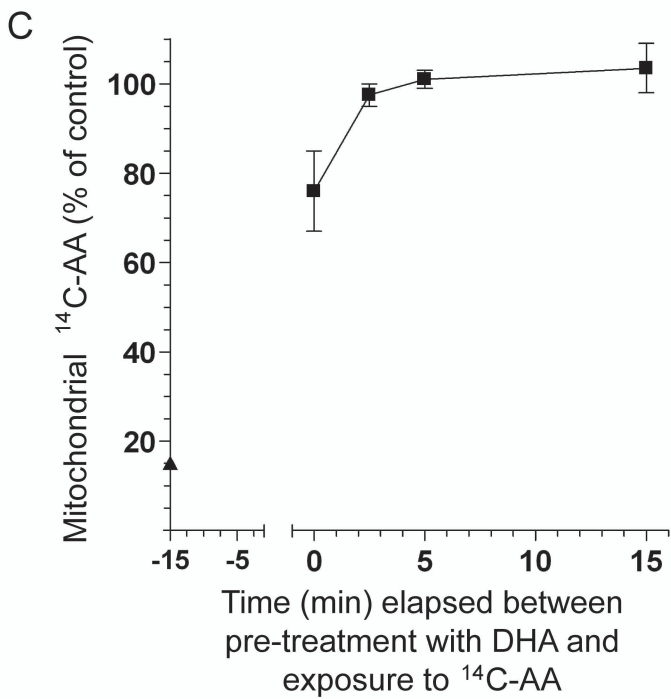 C
Mitochondrial ¹⁴C-AA (% of control)
100
80
60
40
20
-15 -5 0 5 10 15
Time (min) elapsed between
pre-treatment with DHA and
exposure to ¹⁴C-AA